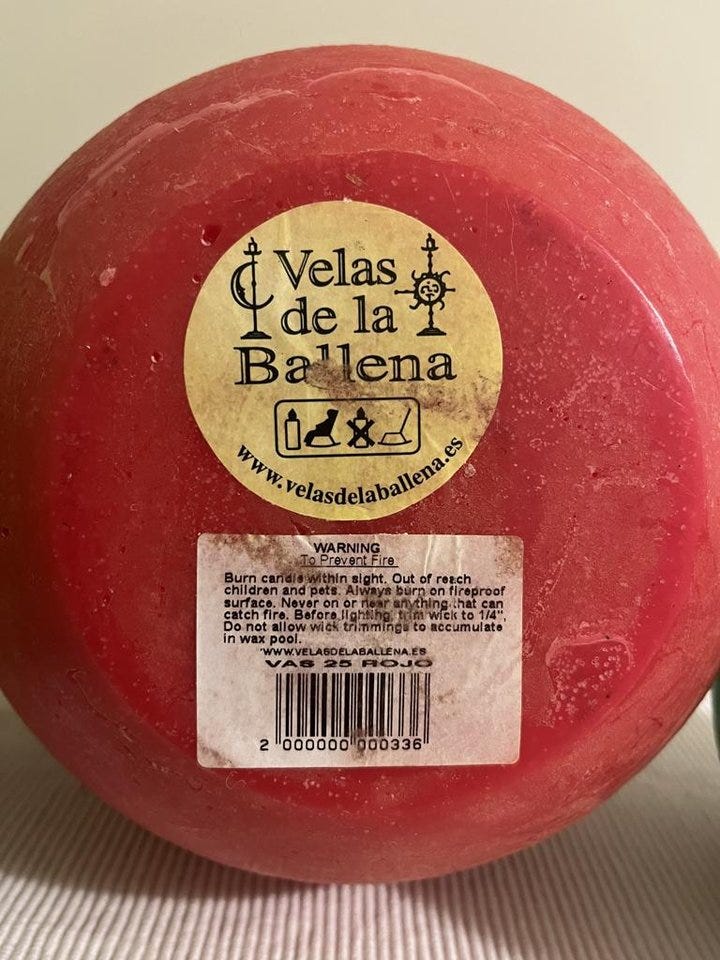 Velas
de la
Ballena
www.velasdelaballena.es
WARNING
To Prevent Fire
Burn candle within sight. Out of reach
children and pets. Always burn on fireproof
surface. Never on or near anything that can
catch fire. Before lighting, trim wick to 1/4",
Do not allow wick trimmings to accumulate
in wax pool.
WWW.VELASDELABALLENA.ES
VAS 25 ROJO
2 000000 000336